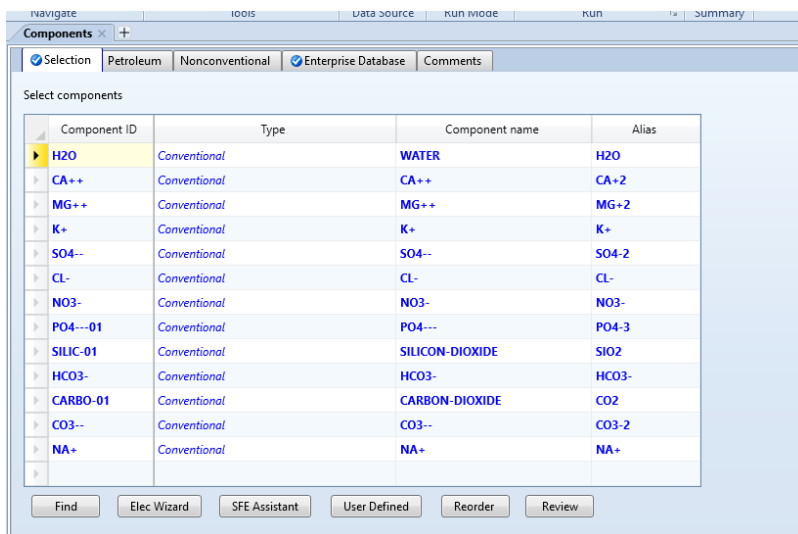 Navigate Tools Data Source Run Mode Run Summary
Components × +
Selection Petroleum Nonconventional Enterprise Database Comments
Select components
Component ID Type Component name Alias
H2O Conventional WATER H2O
CA++ Conventional CA++ CA+2
MG++ Conventional MG++ MG+2
K+ Conventional K+ K+
SO4-- Conventional SO4-- SO4-2
CL- Conventional CL- CL-
NO3- Conventional NO3- NO3-
PO4---01 Conventional PO4--- PO4-3
SILIC-01 Conventional SILICON-DIOXIDE SIO2
HCO3- Conventional HCO3- HCO3-
CARBO-01 Conventional CARBON-DIOXIDE CO2
CO3-- Conventional CO3-- CO3-2
NA+ Conventional NA+ NA+
Find Elec Wizard SFE Assistant User Defined Reorder Review